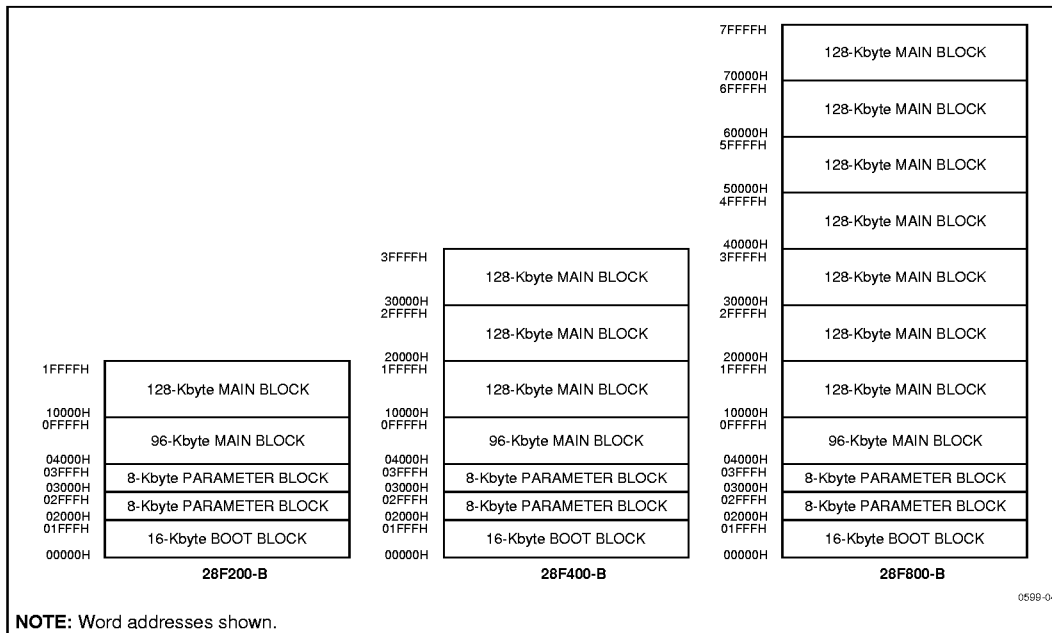 1FFFFH
128-Kbyte MAIN BLOCK
10000H
0FFFFH
96-Kbyte MAIN BLOCK
04000H
03FFFH
8-Kbyte PARAMETER BLOCK
03000H
02FFFH
8-Kbyte PARAMETER BLOCK
02000H
01FFFH
16-Kbyte BOOT BLOCK
00000H
28F200-B
3FFFFH
128-Kbyte MAIN BLOCK
30000H
2FFFFH
128-Kbyte MAIN BLOCK
20000H
1FFFFH
128-Kbyte MAIN BLOCK
10000H
0FFFFH
96-Kbyte MAIN BLOCK
04000H
03FFFH
8-Kbyte PARAMETER BLOCK
03000H
02FFFH
8-Kbyte PARAMETER BLOCK
02000H
01FFFH
16-Kbyte BOOT BLOCK
00000H
28F400-B
7FFFFH
128-Kbyte MAIN BLOCK
70000H
6FFFFH
128-Kbyte MAIN BLOCK
60000H
5FFFFH
128-Kbyte MAIN BLOCK
50000H
4FFFFH
128-Kbyte MAIN BLOCK
40000H
3FFFFH
128-Kbyte MAIN BLOCK
30000H
2FFFFH
128-Kbyte MAIN BLOCK
20000H
1FFFFH
128-Kbyte MAIN BLOCK
10000H
0FFFFH
96-Kbyte MAIN BLOCK
04000H
03FFFH
8-Kbyte PARAMETER BLOCK
03000H
02FFFH
8-Kbyte PARAMETER BLOCK
02000H
01FFFH
16-Kbyte BOOT BLOCK
00000H
28F800-B
0599-04
NOTE: Word addresses shown.